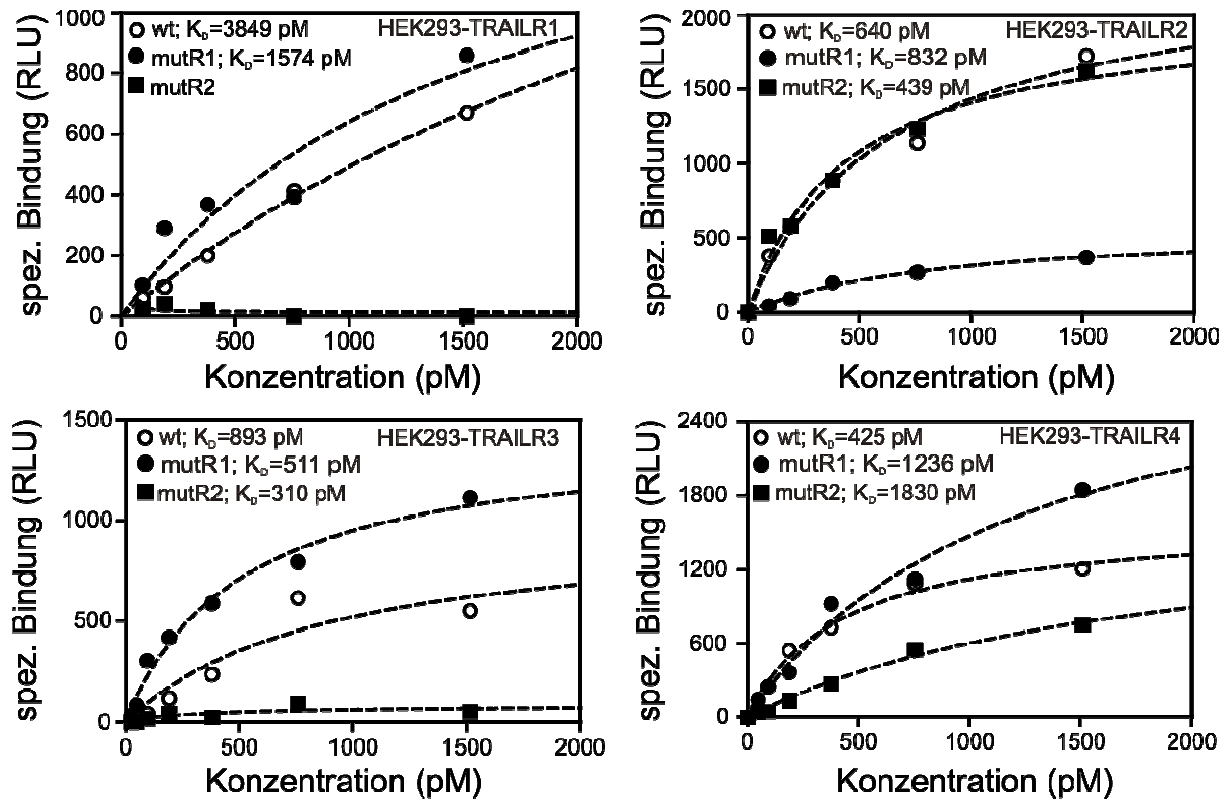 HEK293-TRAILR1
wt; K_D=3849 pM
mutR1; K_D=1574 pM
mutR2
spez. Bindung (RLU)
1000
800
600
400
200
0
0 500 1000 1500 2000
Konzentration (pM)
HEK293-TRAILR2
wt; K_D=640 pM
mutR1; K_D=832 pM
mutR2; K_D=439 pM
spez. Bindung (RLU)
2000
1500
1000
500
0
0 500 1000 1500 2000
Konzentration (pM)
HEK293-TRAILR3
wt; K_D=893 pM
mutR1; K_D=511 pM
mutR2; K_D=310 pM
spez. Bindung (RLU)
1500
1000
500
0
0 500 1000 1500 2000
Konzentration (pM)
HEK293-TRAILR4
wt; K_D=425 pM
mutR1; K_D=1236 pM
mutR2; K_D=1830 pM
spez. Bindung (RLU)
2400
1800
1200
600
0
0 500 1000 1500 2000
Konzentration (pM)